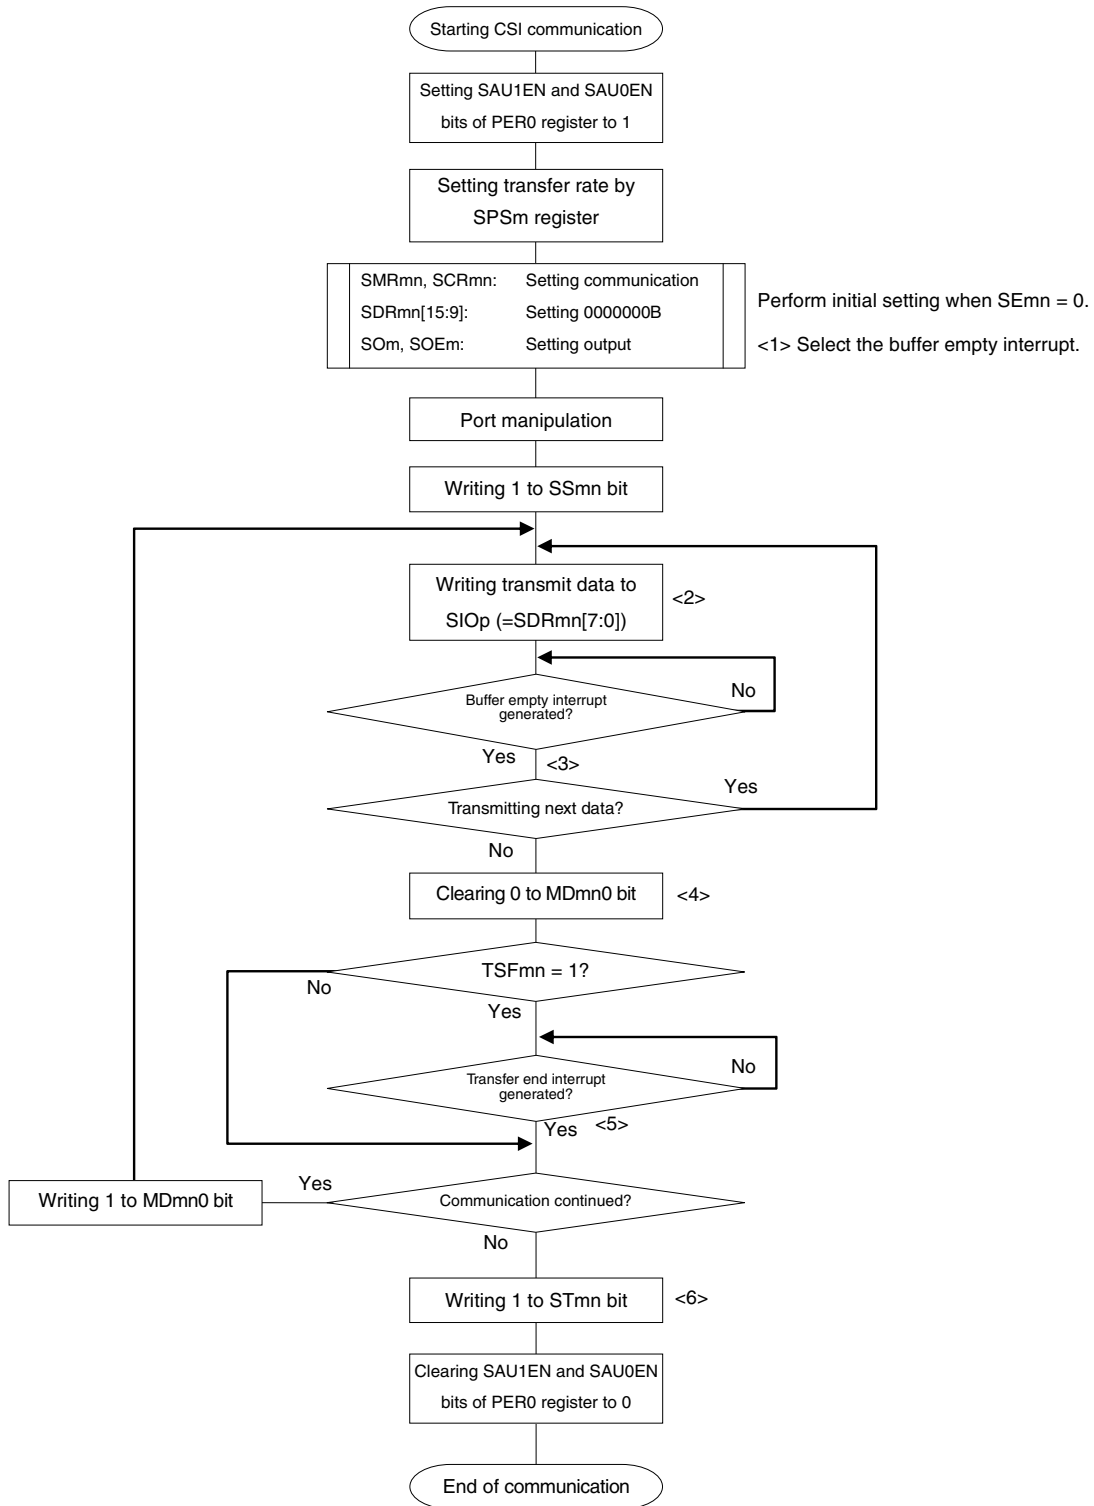 Starting CSI communication
Setting SAU1EN and SAU0EN
bits of PER0 register to 1
Setting transfer rate by
SPSm register
SMRmn, SCRmn: Setting communication
SDRmn[15:9]: Setting 0000000B
SOm, SOEm: Setting output
Perform initial setting when SEmn = 0.
<1> Select the buffer empty interrupt.
Port manipulation
Writing 1 to SSmn bit
Writing transmit data to
SIOp (=SDRmn[7:0])
<2>
Buffer empty interrupt
generated?
No
Yes
<3>
Transmitting next data?
Yes
No
Clearing 0 to MDmn0 bit
<4>
TSFmn = 1?
No
Yes
Transfer end interrupt
generated?
No
Yes
<5>
Communication continued?
Yes
Writing 1 to MDmn0 bit
No
Writing 1 to STmn bit
<6>
Clearing SAU1EN and SAU0EN
bits of PER0 register to 0
End of communication